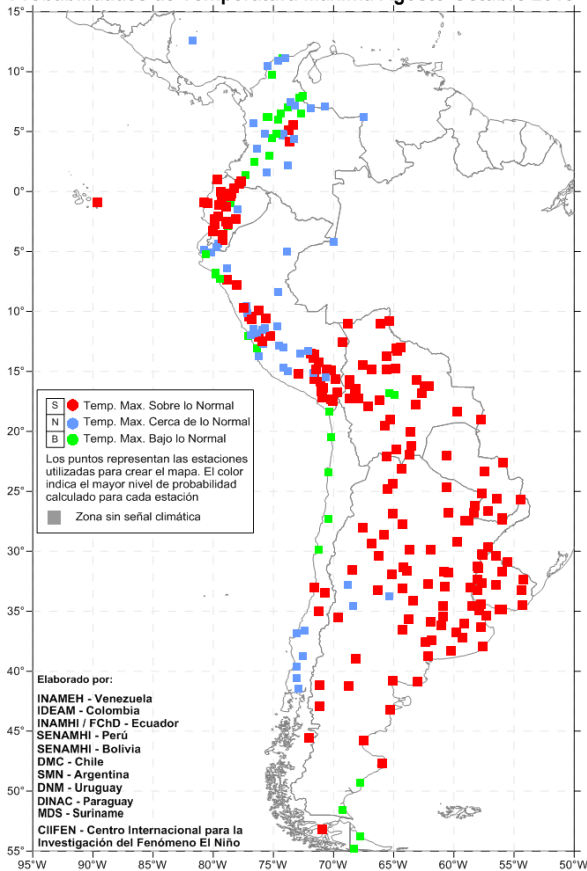 15°
10°
5°
0°
5°
10°
15°
20°
25°
30°
35°
40°
45°
50°
55°
S Temp. Max. Sobre lo Normal
N Temp. Max. Cerca de lo Normal
B Temp. Max. Bajo lo Normal
Los puntos representan las estaciones
utilizadas para crear el mapa. El color
indica el mayor nivel de probabilidad
calculado para cada estación
Zona sin señal climática
Elaborado por:
INAMEH - Venezuela
IDEAM - Colombia
INAMHI / FChD - Ecuador
SENAMHI - Perú
SENAMHI - Bolivia
DMC - Chile
SMN - Argentina
DNM - Uruguay
DINAC - Paraguay
MDS - Suriname
CIIFEN - Centro Internacional para la
Investigación del Fenómeno El Niño
95°W 90°W 85°W 80°W 75°W 70°W 65°W 60°W 55°W 50°W